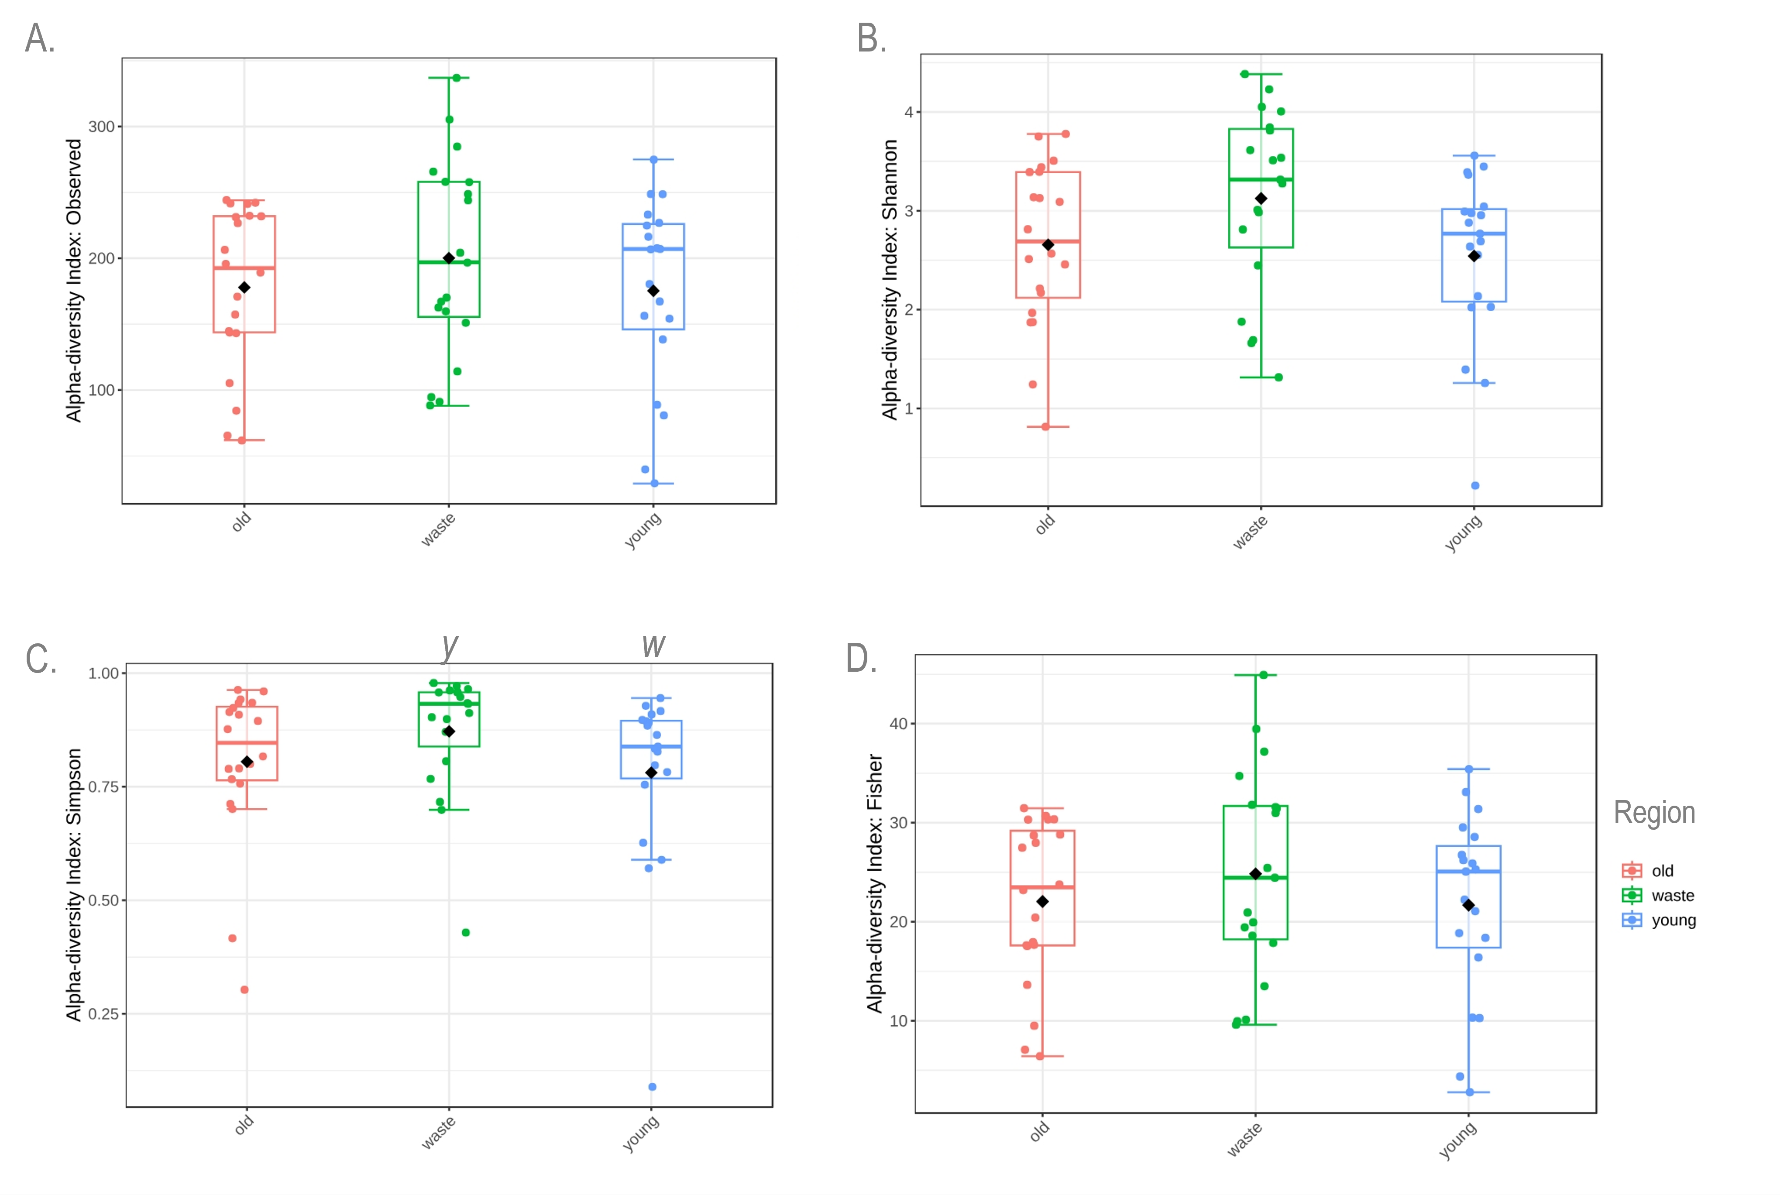 A.
Alpha-diversity Index: Observed
300
200
100
old
waste
young
B.
Alpha-diversity Index: Shannon
4
3
2
1
old
waste
young
C.
y
w
Alpha-diversity Index: Simpson
1.00
0.75
0.50
0.25
old
waste
young
D.
Alpha-diversity Index: Fisher
40
30
20
10
old
waste
young
Region
old
waste
young